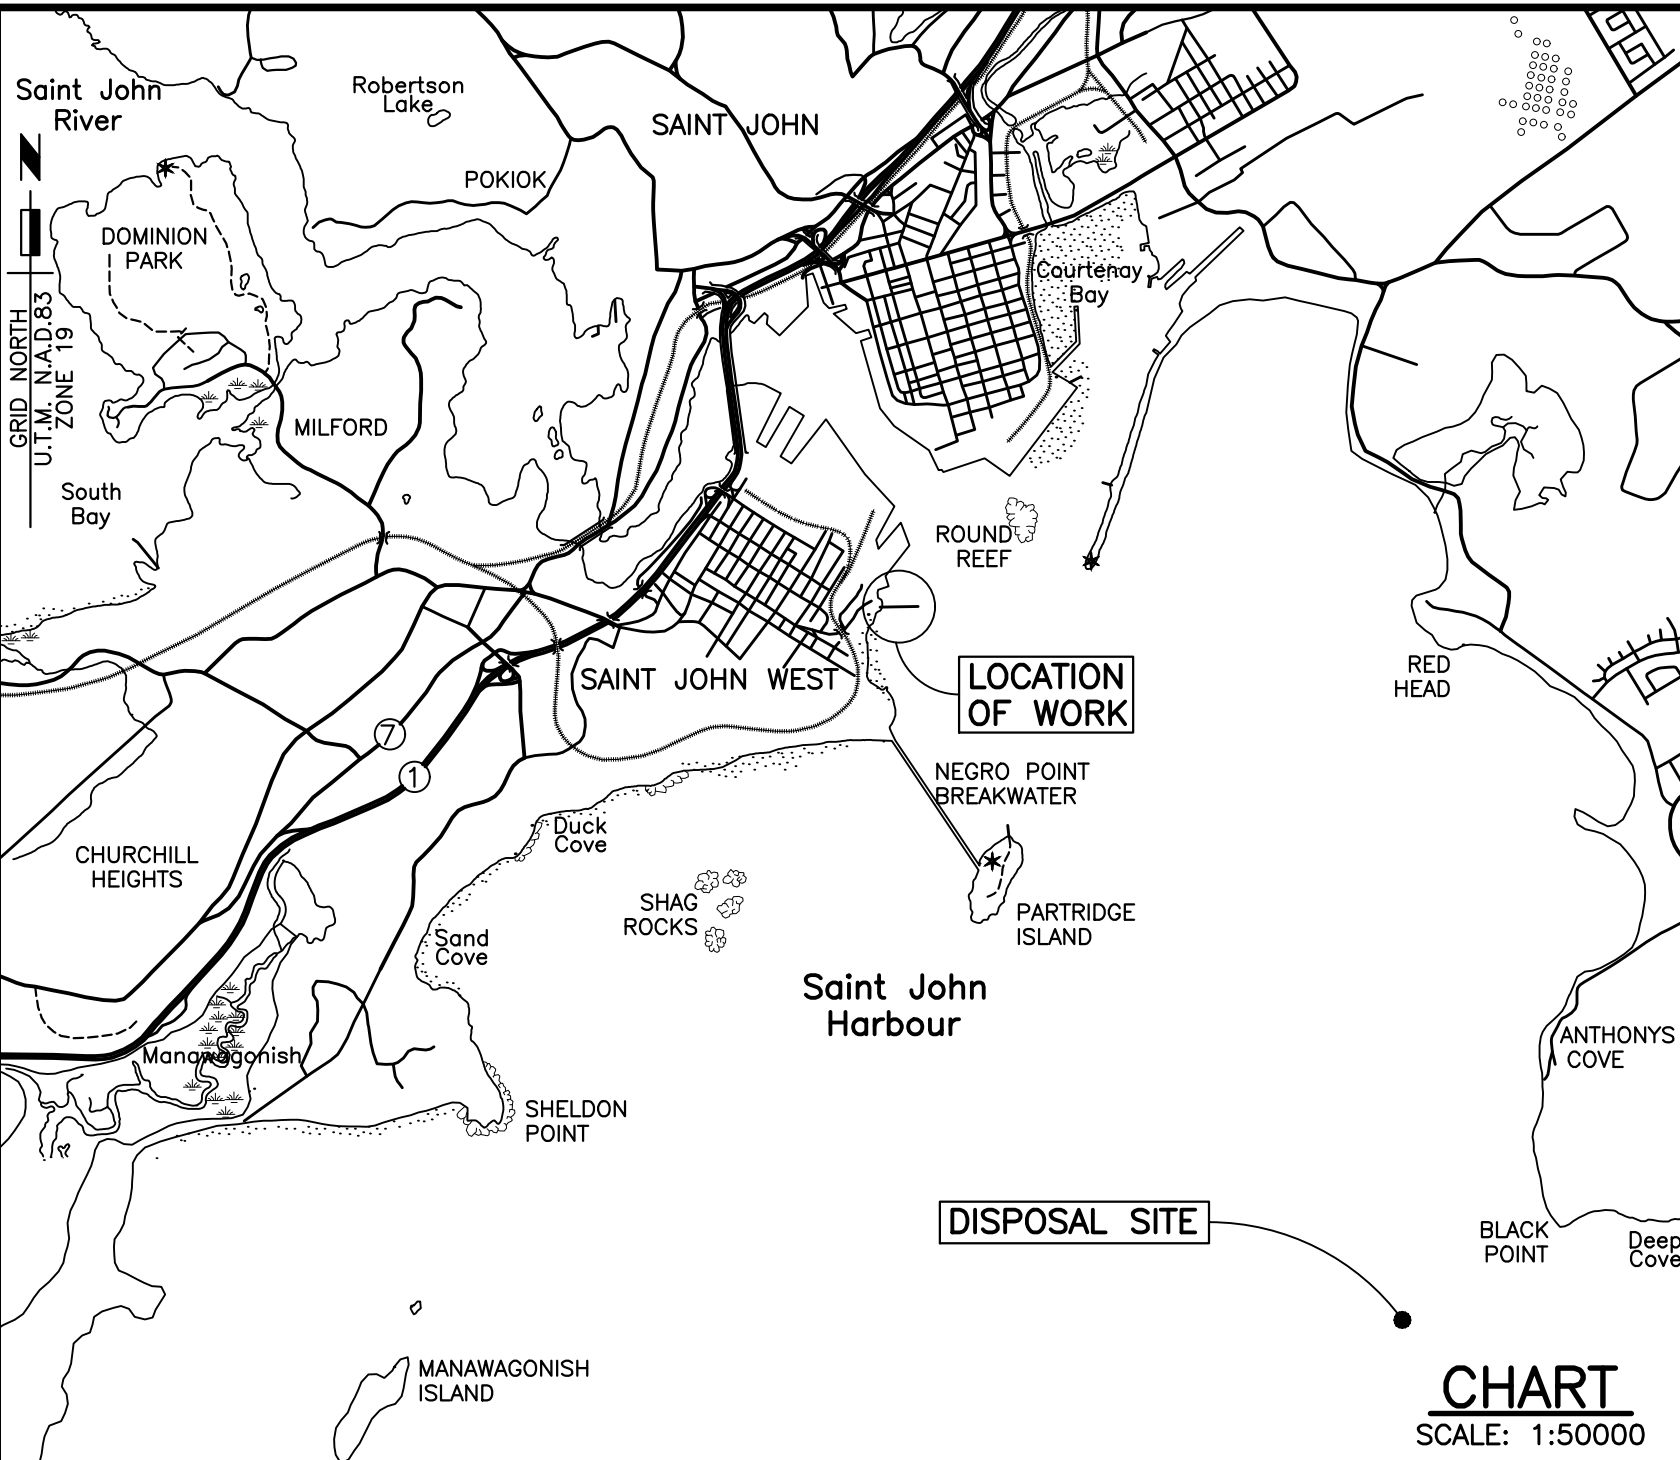 Saint John
River
Robertson
Lake
SAINT JOHN
POKIOK
DOMINION
PARK
Courtenay
Bay
GRID NORTH
U.T.M. N.A.D.83
ZONE 19
MILFORD
South
Bay
ROUND
REEF
LOCATION
OF WORK
RED
HEAD
SAINT JOHN WEST
7
1
NEGRO POINT
BREAKWATER
Duck
Cove
CHURCHILL
HEIGHTS
SHAG
ROCKS
PARTRIDGE
ISLAND
Sand
Cove
Saint John
Harbour
ANTHONYS
COVE
Manawagonish
SHELDON
POINT
DISPOSAL SITE
BLACK
POINT
Deep
Cove
MANAWAGONISH
ISLAND
CHART
SCALE: 1:50000